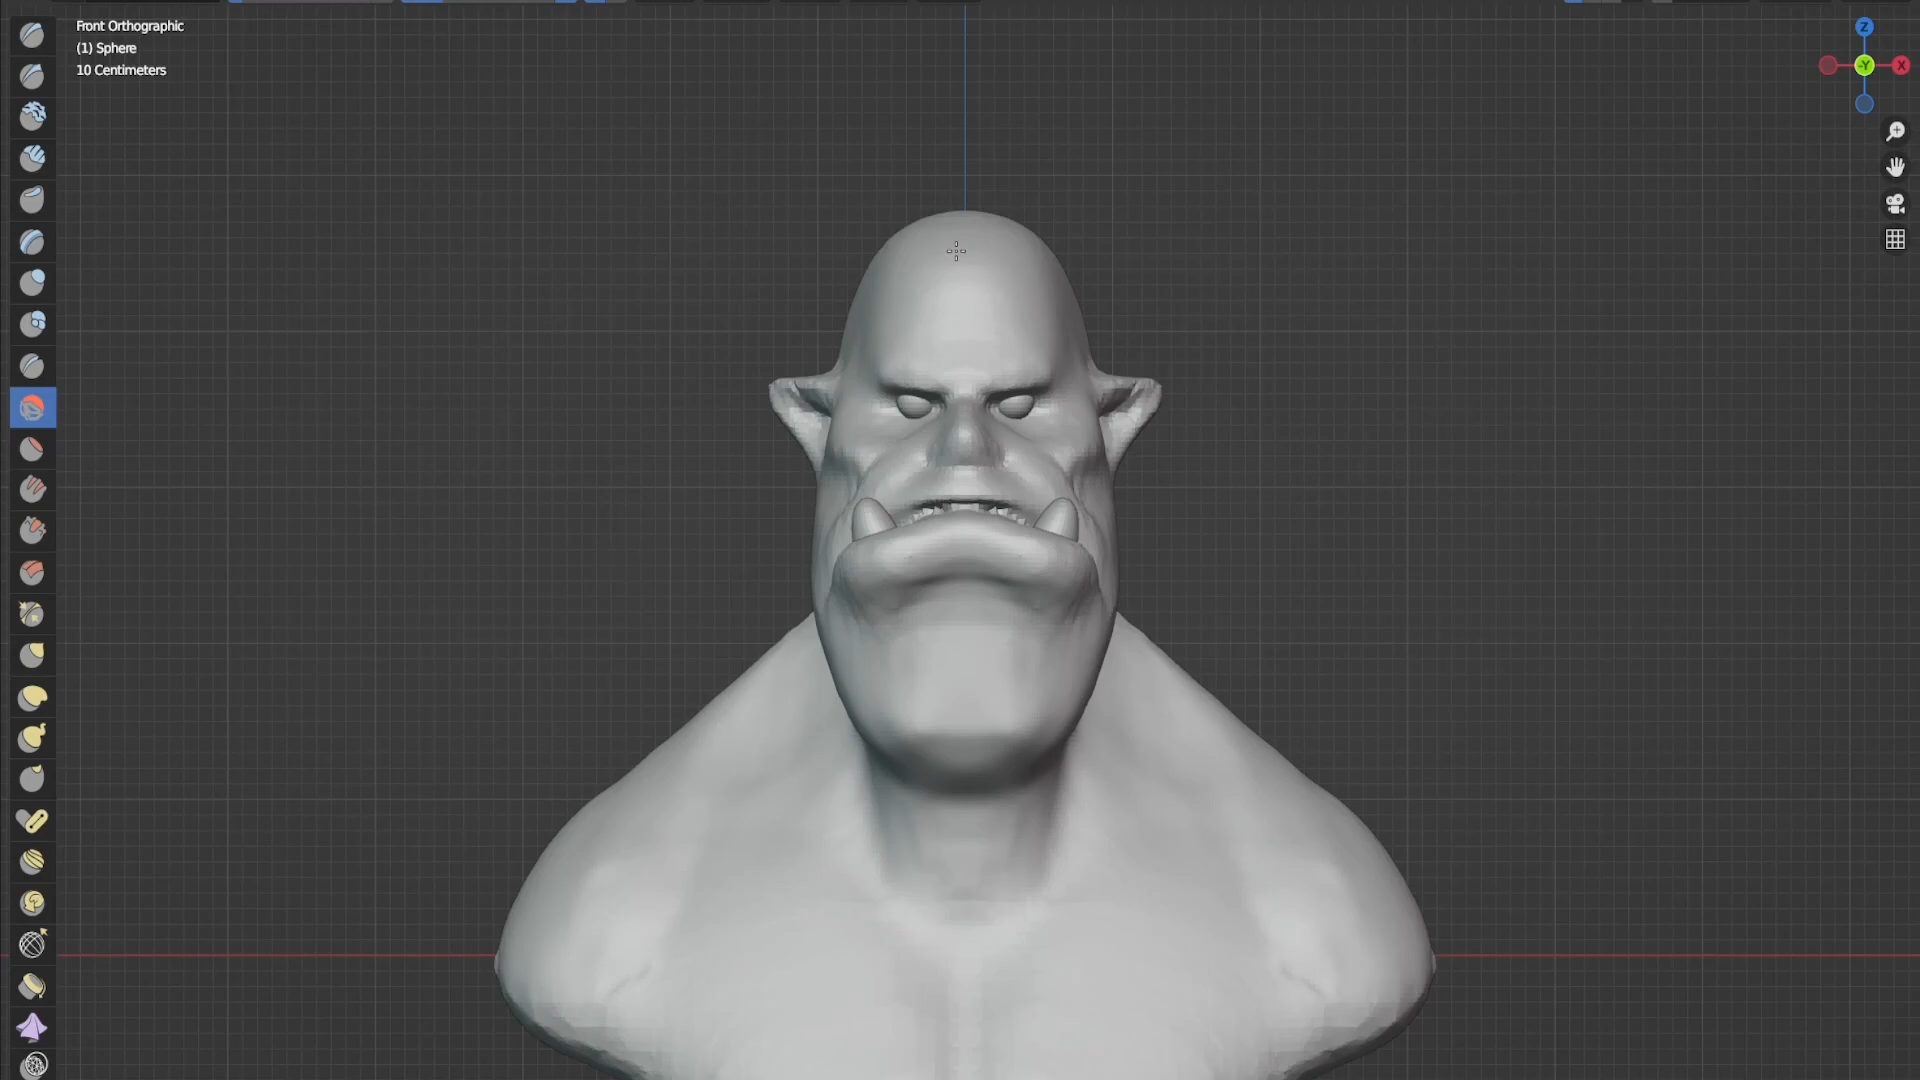 Front Orthographic
(1) Sphere
10 Centimeters
Z
-Y
X